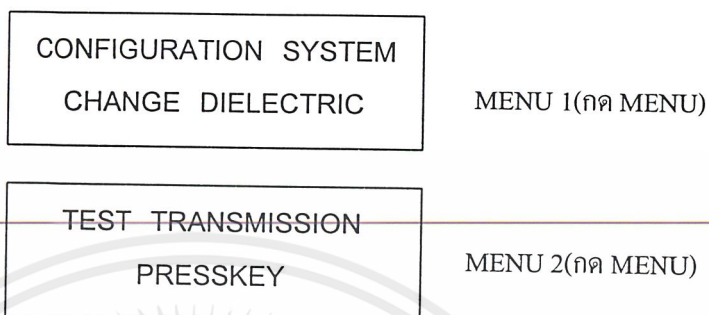 CONFIGURATION SYSTEM
CHANGE DIELECTRIC
MENU 1(กด MENU)
TEST TRANSMISSION
PRESSKEY
MENU 2(กด MENU)